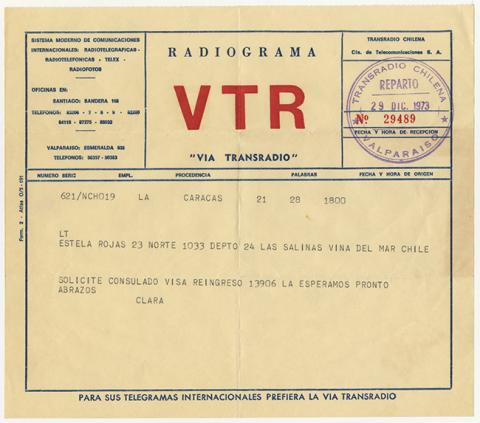 SISTEMA MODERNO DE COMUNICACIONES
INTERNACIONALES: RADIOTELEGRAFICAS -
RADIOTELEFONICAS - TELEX -
RADIOFOTOS
OFICINAS EN:
SANTIAGO: BANDERA 168
VALPARAISO: ESMERALDA 932
RADIOGRAMA
VTR
"VIA TRANSRADIO"
TRANSRADIO CHILENA
Cía. de Telecomunicaciones S. A.
TRANSRADIO CHILENA
REPARTO
29 DIC. 1973
No 29489
VALPARAISO
FECHA Y HORA DE RECEPCION
NUMERO SERIE EMPL. PROCEDENCIA PALABRAS FECHA Y HORA DE ORIGEN
621/NCH019 LA CARACAS 21 28 1800
LT
ESTELA ROJAS 23 NORTE 1033 DEPTO 24 LAS SALINAS VINA DEL MAR CHILE
SOLICITE CONSULADO VISA REINGRESO 13906 LA ESPERAMOS PRONTO
ABRAZOS
CLARA
PARA SUS TELEGRAMAS INTERNACIONALES PREFIERA LA VIA TRANSRADIO